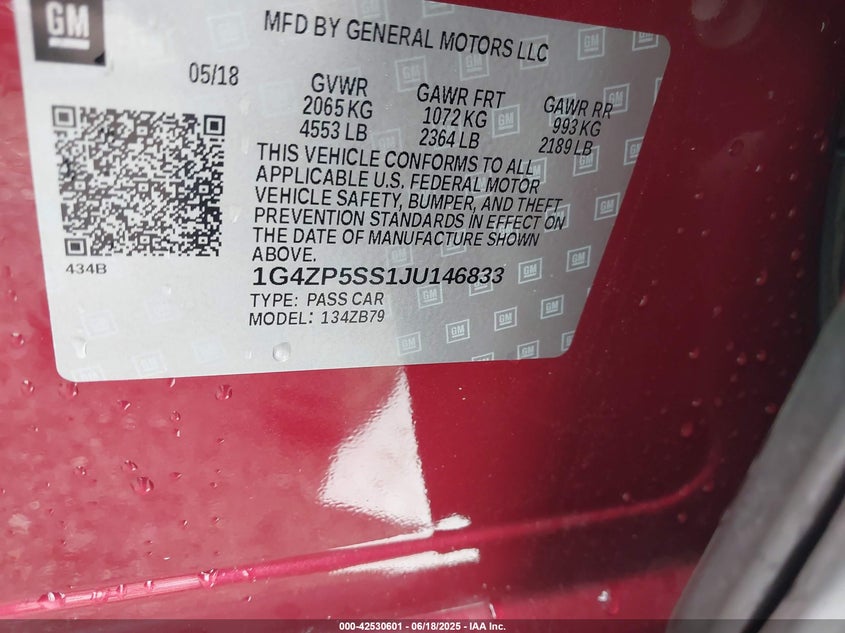 GM
MFD BY GENERAL MOTORS LLC
05/18
GVWR
2065 KG
4553 LB
GAWR FRT
1072 KG
2364 LB
GAWR RR
993 KG
2189 LB
THIS VEHICLE CONFORMS TO ALL
APPLICABLE U.S. FEDERAL MOTOR
VEHICLE SAFETY, BUMPER, AND THEFT
PREVENTION STANDARDS IN EFFECT ON
THE DATE OF MANUFACTURE SHOWN
ABOVE.
434B
1G4ZP5SS1JU146833
TYPE: PASS CAR
MODEL: 134ZB79
000-42530601 - 06/18/2025 - IAA Inc.